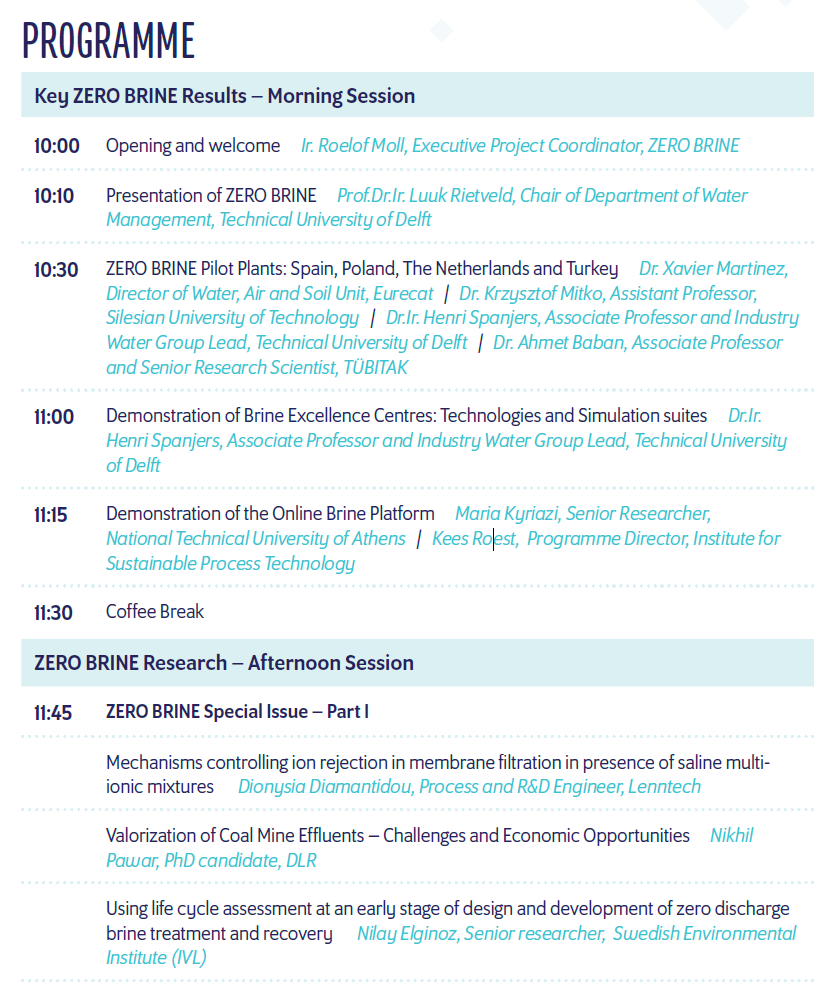 PROGRAMME
Key ZERO BRINE Results – Morning Session
10:00 Opening and welcome Ir. Roelof Moll, Executive Project Coordinator, ZERO BRINE
10:10 Presentation of ZERO BRINE Prof.Dr.Ir. Luuk Rietveld, Chair of Department of Water
Management, Technical University of Delft
10:30 ZERO BRINE Pilot Plants: Spain, Poland, The Netherlands and Turkey Dr. Xavier Martinez,
Director of Water, Air and Soil Unit, Eurecat | Dr. Krzysztof Mitko, Assistant Professor,
Silesian University of Technology | Dr.Ir. Henri Spanjers, Associate Professor and Industry
Water Group Lead, Technical University of Delft | Dr. Ahmet Baban, Associate Professor
and Senior Research Scientist, TÜBITAK
11:00 Demonstration of Brine Excellence Centres: Technologies and Simulation suites Dr.Ir.
Henri Spanjers, Associate Professor and Industry Water Group Lead, Technical University
of Delft
11:15 Demonstration of the Online Brine Platform Maria Kyriazi, Senior Researcher,
National Technical University of Athens | Kees Roest, Programme Director, Institute for
Sustainable Process Technology
11:30 Coffee Break
ZERO BRINE Research – Afternoon Session
11:45 ZERO BRINE Special Issue – Part I
Mechanisms controlling ion rejection in membrane filtration in presence of saline multi-
ionic mixtures Dionysia Diamantidou, Process and R&D Engineer, Lenntech
Valorization of Coal Mine Effluents – Challenges and Economic Opportunities Nikhil
Pawar, PhD candidate, DLR
Using life cycle assessment at an early stage of design and development of zero discharge
brine treatment and recovery Nilay Elginoz, Senior researcher, Swedish Environmental
Institute (IVL)